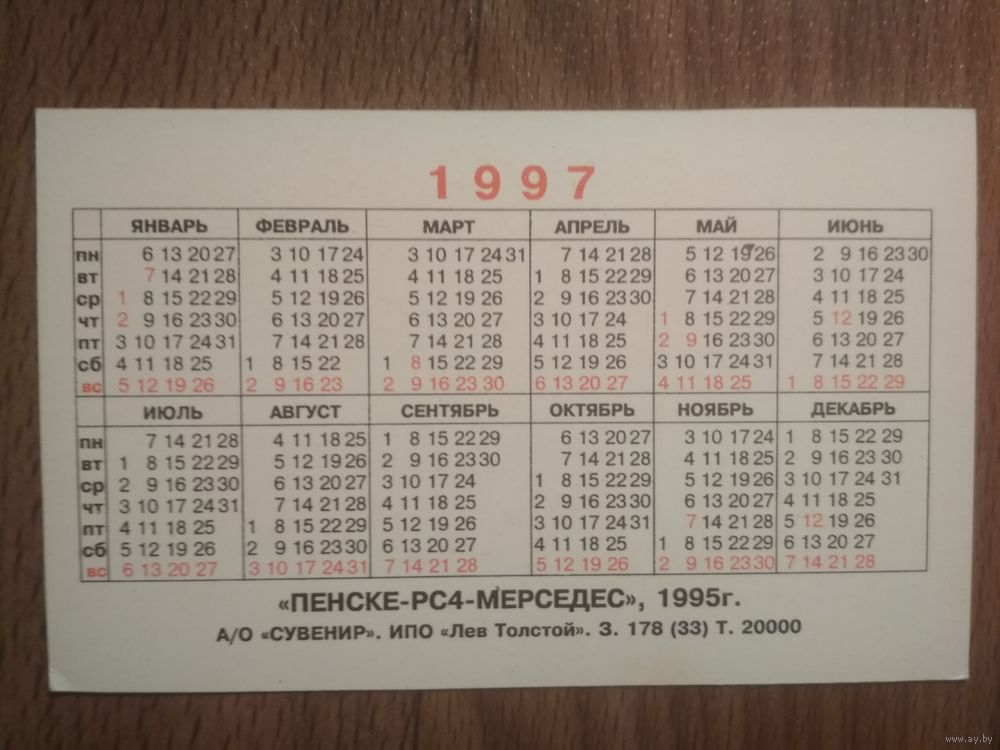 1997
ЯНВАРЬ ФЕВРАЛЬ МАРТ АПРЕЛЬ МАЙ ИЮНЬ
пн 6 13 20 27 3 10 17 24 3 10 17 24 31 7 14 21 28 5 12 19 26 2 9 16 23 30
вт 7 14 21 28 4 11 18 25 4 11 18 25 1 8 15 22 29 6 13 20 27 3 10 17 24
ср 1 8 15 22 29 5 12 19 26 5 12 19 26 2 9 16 23 30 7 14 21 28 4 11 18 25
чт 2 9 16 23 30 6 13 20 27 6 13 20 27 3 10 17 24 1 8 15 22 29 5 12 19 26
пт 3 10 17 24 31 7 14 21 28 7 14 21 28 4 11 18 25 2 9 16 23 30 6 13 20 27
сб 4 11 18 25 1 8 15 22 1 8 15 22 29 5 12 19 26 3 10 17 24 31 7 14 21 28
вс 5 12 19 26 2 9 16 23 2 9 16 23 30 6 13 20 27 4 11 18 25 1 8 15 22 29
ИЮЛЬ АВГУСТ СЕНТЯБРЬ ОКТЯБРЬ НОЯБРЬ ДЕКАБРЬ
пн 7 14 21 28 4 11 18 25 1 8 15 22 29 6 13 20 27 3 10 17 24 1 8 15 22 29
вт 1 8 15 22 29 5 12 19 26 2 9 16 23 30 7 14 21 28 4 11 18 25 2 9 16 23 30
ср 2 9 16 23 30 6 13 20 27 3 10 17 24 1 8 15 22 29 5 12 19 26 3 10 17 24 31
чт 3 10 17 24 31 7 14 21 28 4 11 18 25 2 9 16 23 30 6 13 20 27 4 11 18 25
пт 4 11 18 25 1 8 15 22 29 5 12 19 26 3 10 17 24 31 7 14 21 28 5 12 19 26
сб 5 12 19 26 2 9 16 23 30 6 13 20 27 4 11 18 25 1 8 15 22 29 6 13 20 27
вс 6 13 20 27 3 10 17 24 31 7 14 21 28 5 12 19 26 2 9 16 23 30 7 14 21 28
«ПЕНСКЕ-РС4-МЕРСЕДЕС», 1995г.
А/О «СУВЕНИР». ИПО «Лев Толстой». З. 178 (33) Т. 20000
www.ay.by